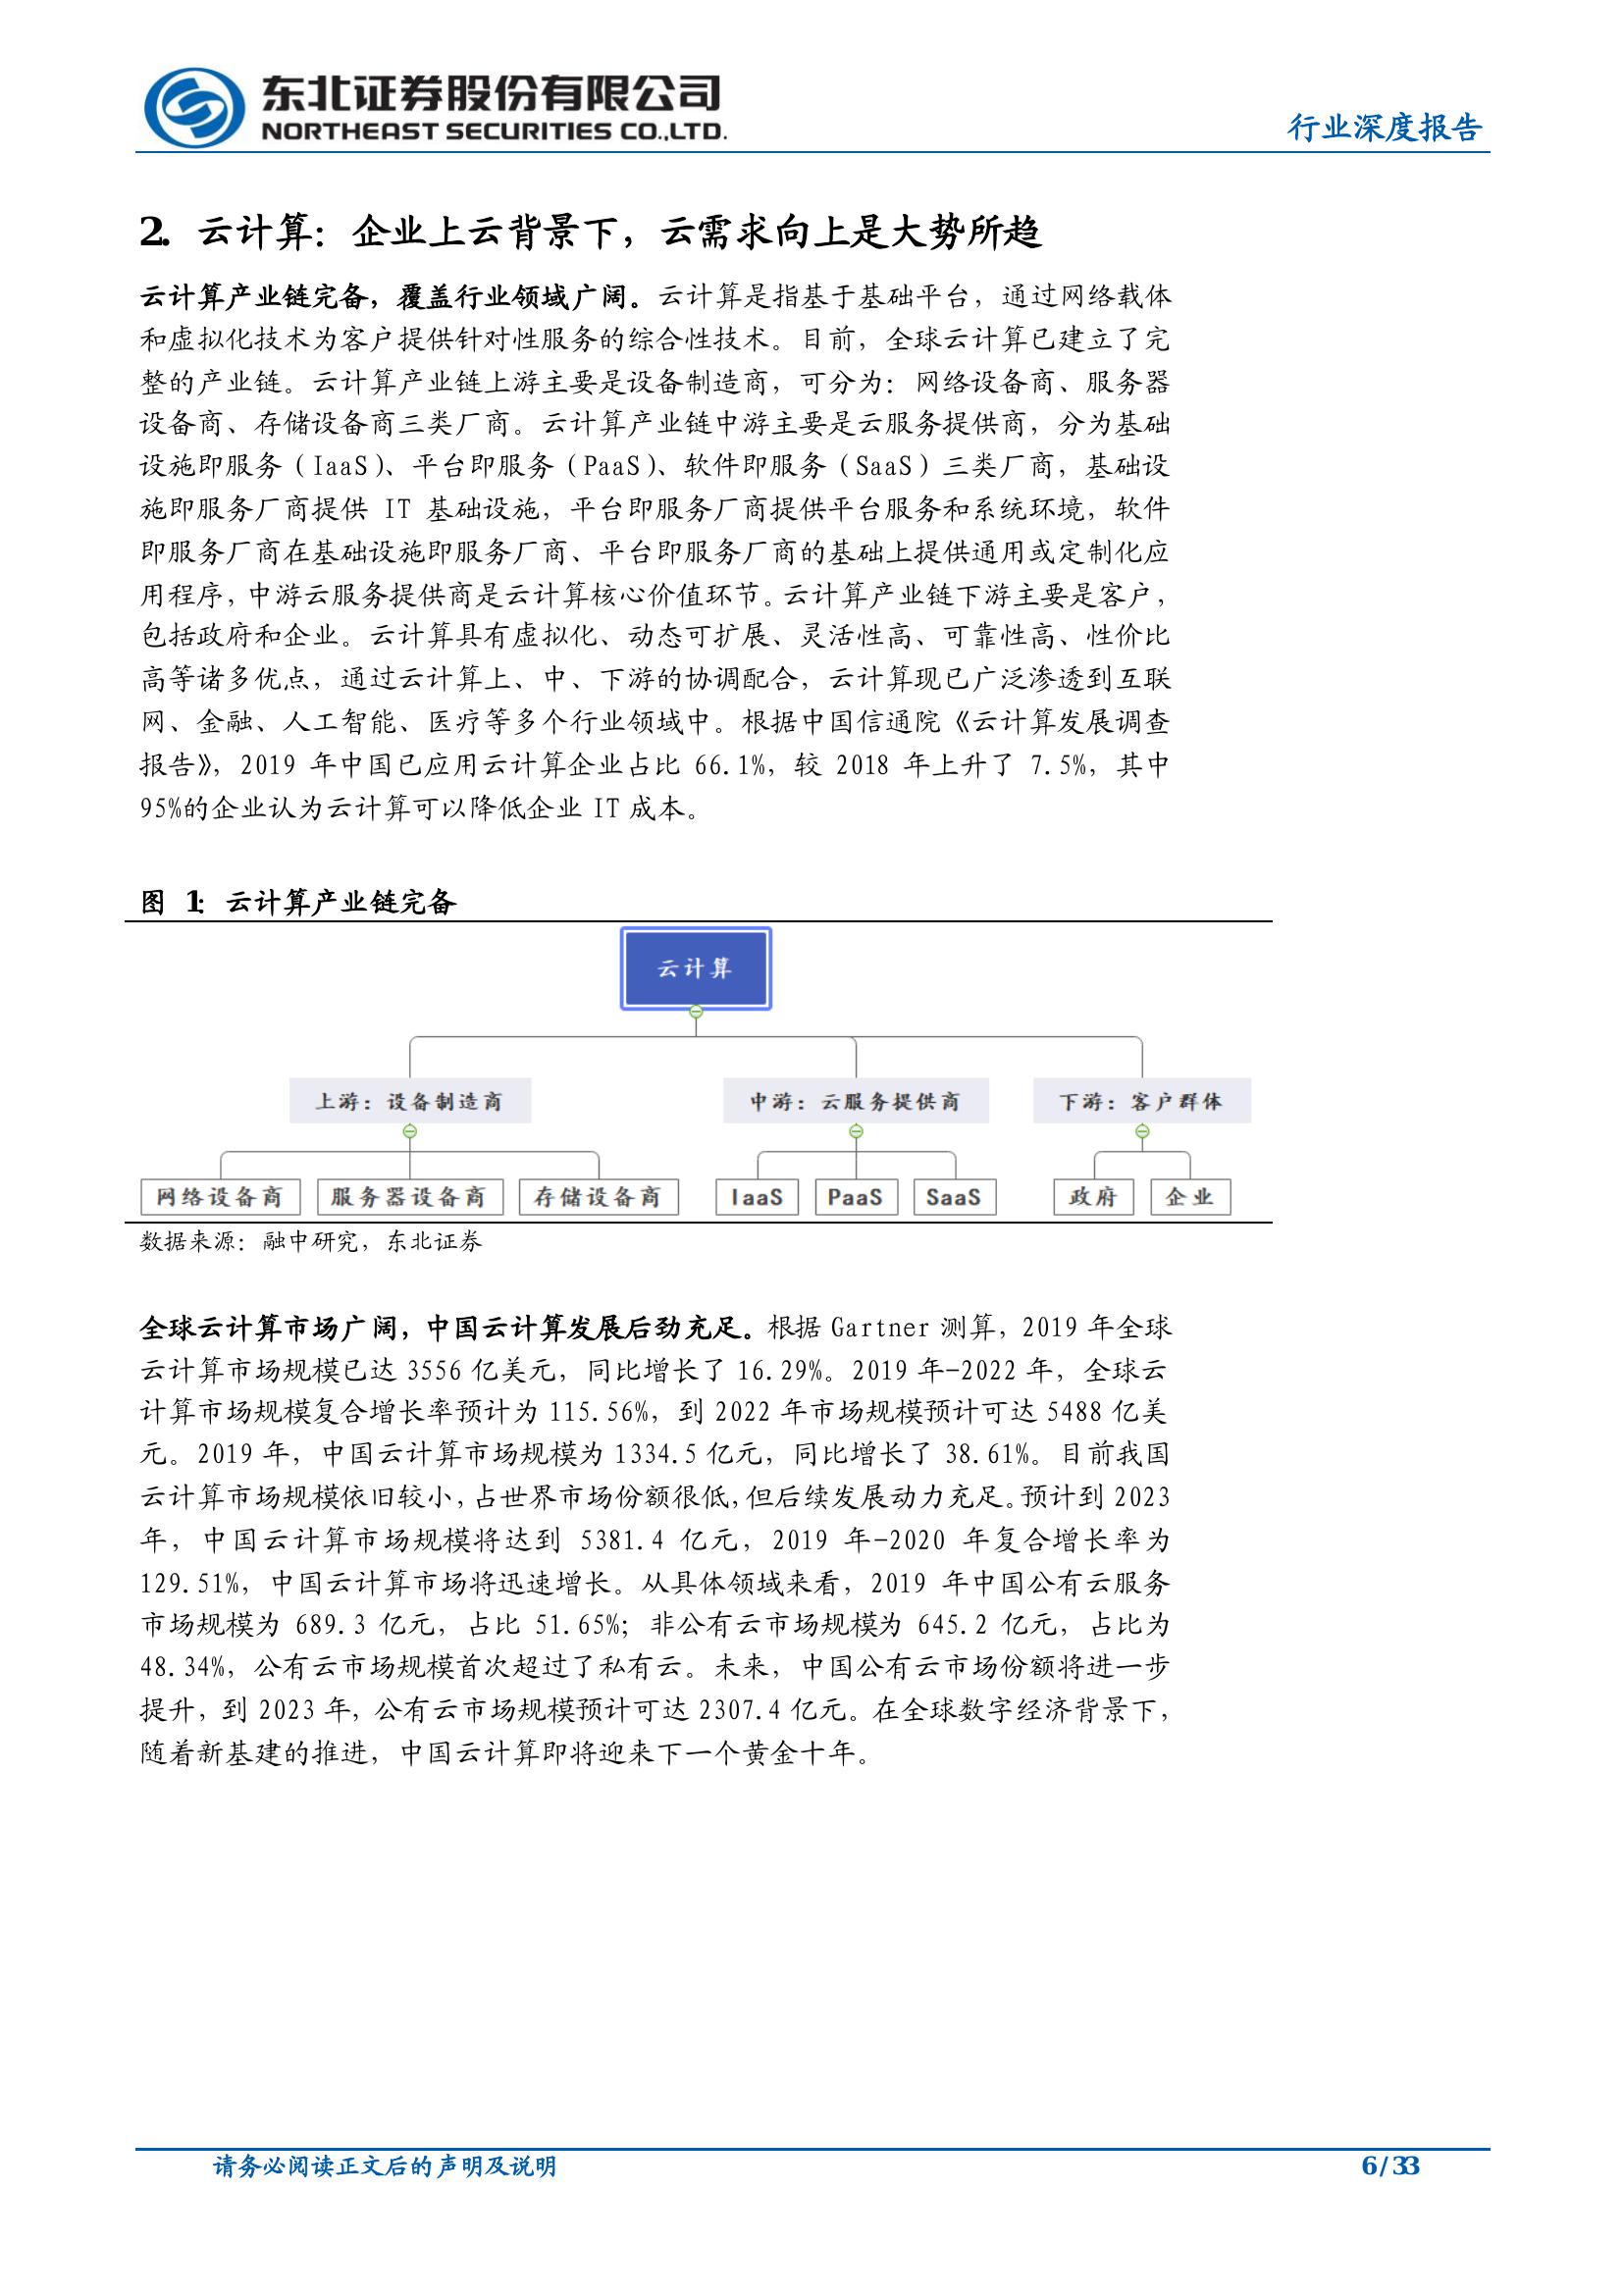 东北证券股份有限公司
NORTHEAST SECURITIES CO.,LTD.
行业深度报告
2. 云计算：企业上云背景下，云需求向上是大势所趋
云计算产业链完备，覆盖行业领域广阔。云计算是指基于基础平台，通过网络载体
和虚拟化技术为客户提供针对性服务的综合性技术。目前，全球云计算已建立了完
整的产业链。云计算产业链上游主要是设备制造商，可分为：网络设备商、服务器
设备商、存储设备商三类厂商。云计算产业链中游主要是云服务提供商，分为基础
设施即服务（IaaS）、平台即服务（PaaS）、软件即服务（SaaS）三类厂商，基础设
施即服务厂商提供 IT 基础设施，平台即服务厂商提供平台服务和系统环境，软件
即服务厂商在基础设施即服务厂商、平台即服务厂商的基础上提供通用或定制化应
用程序，中游云服务提供商是云计算核心价值环节。云计算产业链下游主要是客户，
包括政府和企业。云计算具有虚拟化、动态可扩展、灵活性高、可靠性高、性价比
高等诸多优点，通过云计算上、中、下游的协调配合，云计算现已广泛渗透到互联
网、金融、人工智能、医疗等多个行业领域中。根据中国信通院《云计算发展调查
报告》，2019 年中国已应用云计算企业占比 66.1%，较 2018 年上升了 7.5%，其中
95%的企业认为云计算可以降低企业 IT 成本。
图 1：云计算产业链完备
云计算
上游：设备制造商 中游：云服务提供商 下游：客户群体
网络设备商 服务器设备商 存储设备商 IaaS PaaS SaaS 政府 企业
数据来源：融中研究，东北证券
全球云计算市场广阔，中国云计算发展后劲充足。根据 Gartner 测算，2019 年全球
云计算市场规模已达 3556 亿美元，同比增长了 16.29%。2019 年-2022 年，全球云
计算市场规模复合增长率预计为 115.56%，到 2022 年市场规模预计可达 5488 亿美
元。2019 年，中国云计算市场规模为 1334.5 亿元，同比增长了 38.61%。目前我国
云计算市场规模依旧较小，占世界市场份额很低，但后续发展动力充足。预计到 2023
年，中国云计算市场规模将达到 5381.4 亿元，2019 年-2020 年复合增长率为
129.51%，中国云计算市场将迅速增长。从具体领域来看，2019 年中国公有云服务
市场规模为 689.3 亿元，占比 51.65%；非公有云市场规模为 645.2 亿元，占比为
48.34%，公有云市场规模首次超过了私有云。未来，中国公有云市场份额将进一步
提升，到 2023 年，公有云市场规模预计可达 2307.4 亿元。在全球数字经济背景下，
随着新基建的推进，中国云计算即将迎来下一个黄金十年。
请务必阅读正文后的声明及说明
6/33